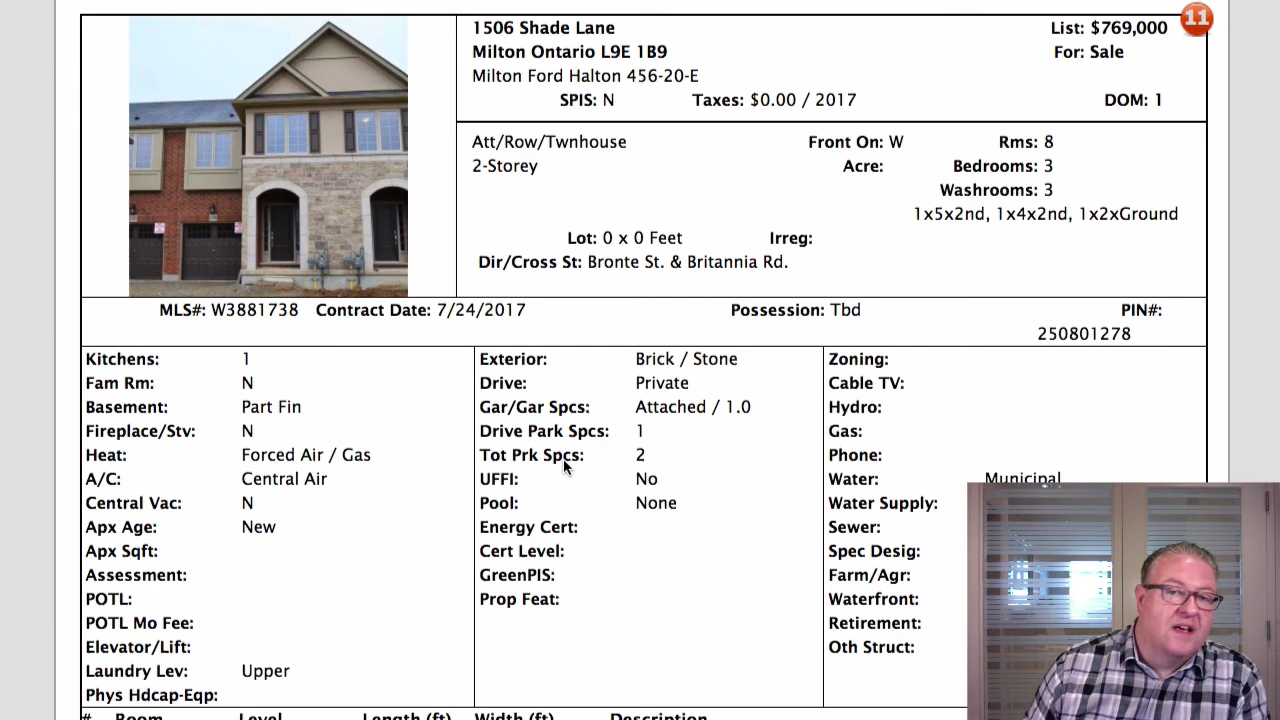 11
1506 Shade Lane List: $769,000
Milton Ontario L9E 1B9 For: Sale
Milton Ford Halton 456-20-E
SPIS: N Taxes: $0.00 / 2017 DOM: 1
Att/Row/Twnhouse Front On: W Rms: 8
2-Storey Acre: Bedrooms: 3
Washrooms: 3
1x5x2nd, 1x4x2nd, 1x2xGround
Lot: 0 x 0 Feet Irreg:
Dir/Cross St: Bronte St. & Britannia Rd.
MLS#: W3881738 Contract Date: 7/24/2017 Possession: Tbd PIN#:
250801278
Kitchens: 1 Exterior: Brick / Stone Zoning:
Fam Rm: N Drive: Private Cable TV:
Basement: Part Fin Gar/Gar Spcs: Attached / 1.0 Hydro:
Fireplace/Stv: N Drive Park Spcs: 1 Gas:
Heat: Forced Air / Gas Tot Prk Spcs: 2 Phone:
A/C: Central Air UFFI: No Water: Municipal
Central Vac: N Pool: None Water Supply:
Apx Age: New Energy Cert: Sewer:
Apx Sqft: Cert Level: Spec Desig:
Assessment: GreenPIS: Farm/Agr:
POTL: Prop Feat: Waterfront:
POTL Mo Fee: Retirement:
Elevator/Lift: Oth Struct:
Laundry Lev: Upper
Phys Hdcap-Eqp:
# Room Level Length (ft) Width (ft) Description